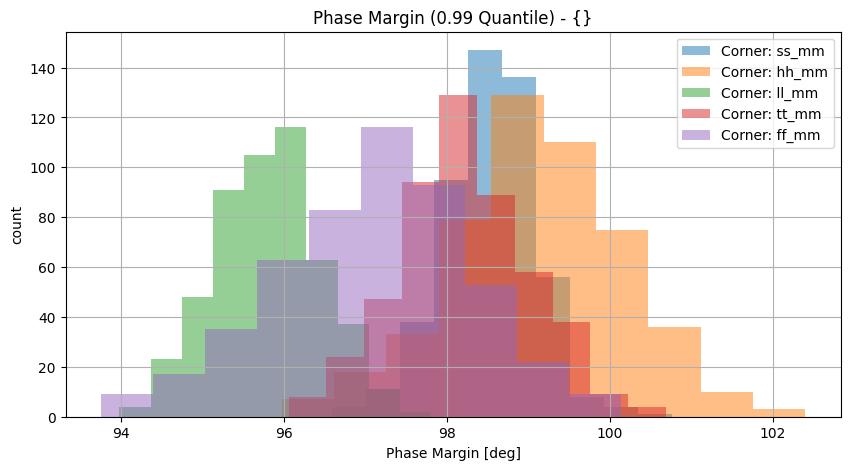 Phase Margin (0.99 Quantile) - {}
Corner: ss_mm
Corner: hh_mm
Corner: ll_mm
Corner: tt_mm
Corner: ff_mm
140
120
100
80
60
40
20
0
count
94 96 98 100 102
Phase Margin [deg]